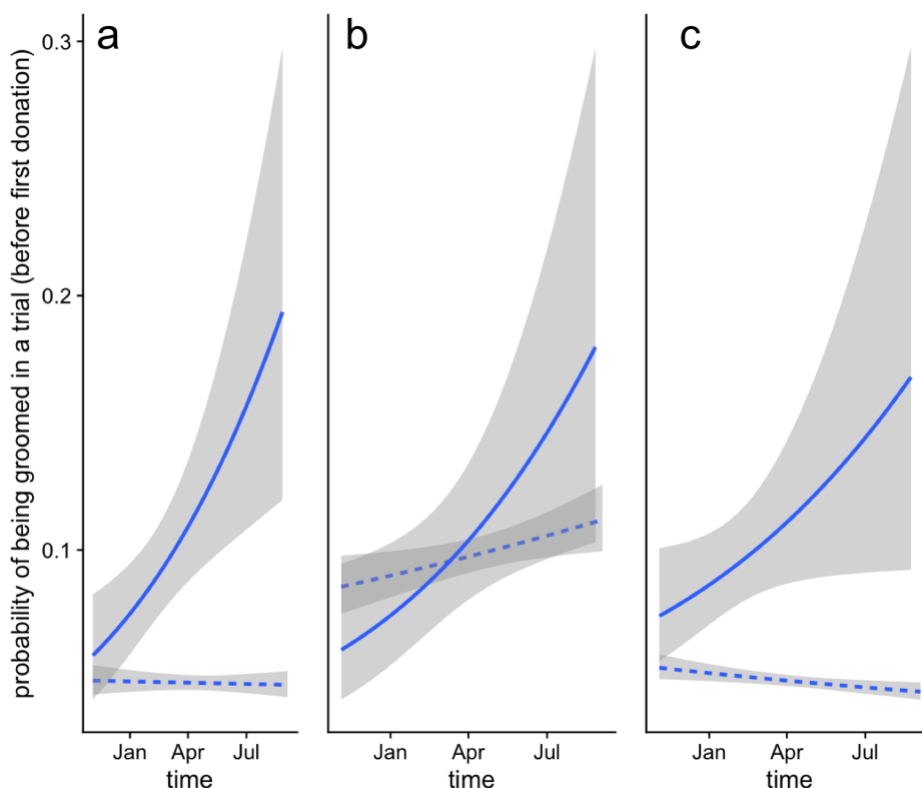 a
b
c
probability of being groomed in a trial (before first donation)
0.3
0.2
0.1
Jan Apr Jul
Jan Apr Jul
Jan Apr Jul
time
time
time